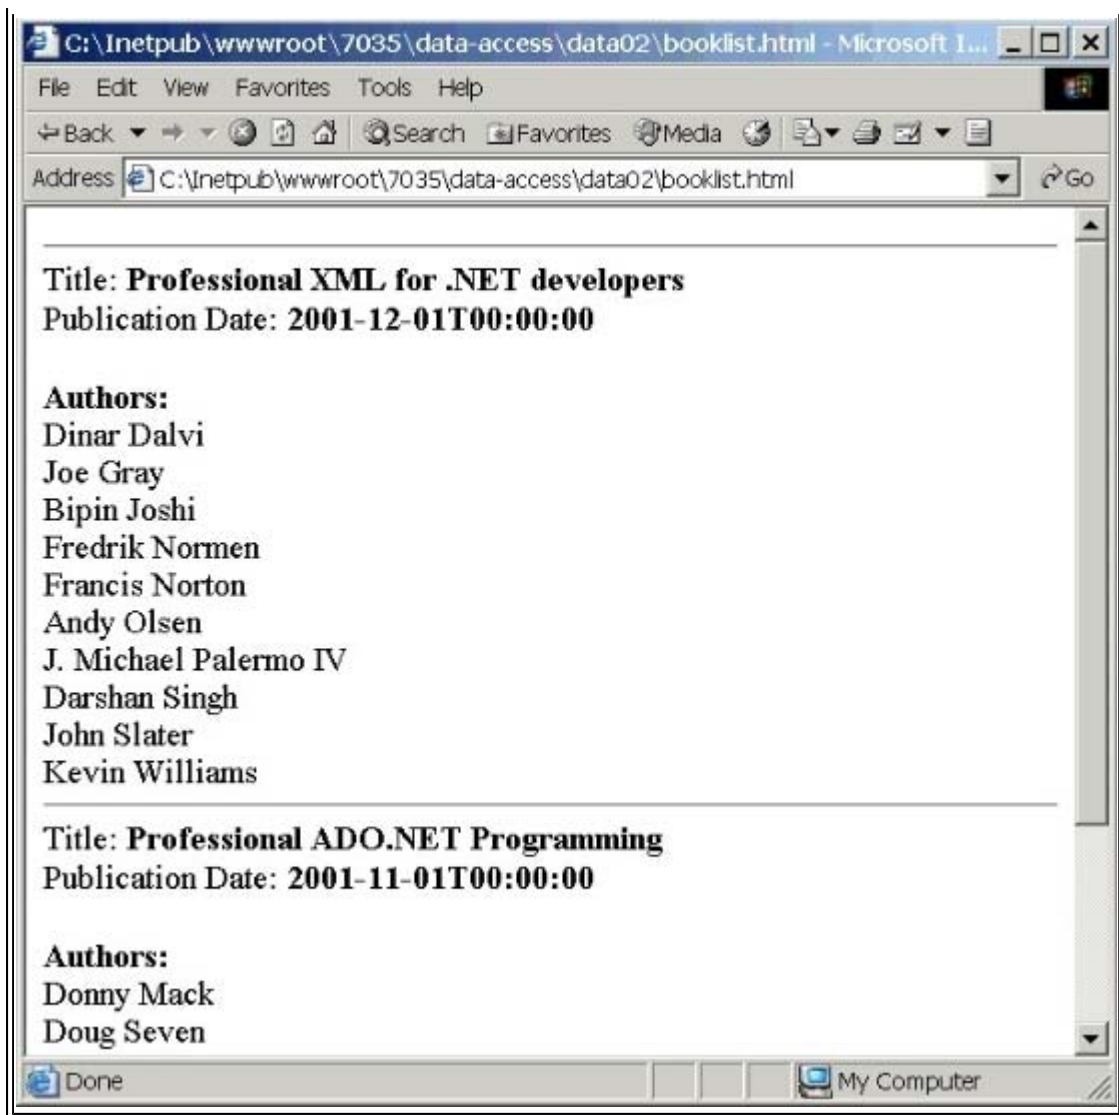 C:\Inetpub\wwwroot\7035\data-access\data02\booklist.html - Microsoft I...
File Edit View Favorites Tools Help
Back Search Favorites Media
Address C:\Inetpub\wwwroot\7035\data-access\data02\booklist.html Go
Title: Professional XML for .NET developers
Publication Date: 2001-12-01T00:00:00
Authors:
Dinar Dalvi
Joe Gray
Bipin Joshi
Fredrik Normen
Francis Norton
Andy Olsen
J. Michael Palermo IV
Darshan Singh
John Slater
Kevin Williams
Title: Professional ADO.NET Programming
Publication Date: 2001-11-01T00:00:00
Authors:
Donny Mack
Doug Seven
Done My Computer